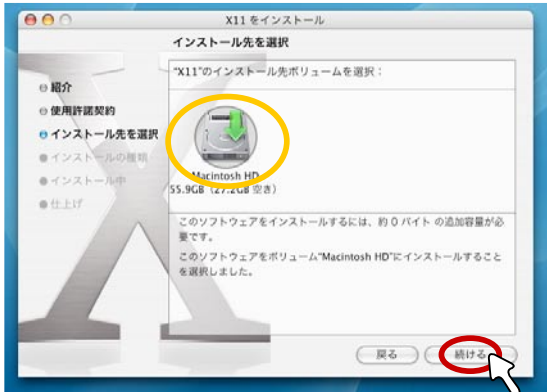 X11 をインストール
インストール先を選択
紹介
使用許諾契約
インストール先を選択
インストールの種類
インストール中
仕上げ
"X11"のインストール先ボリュームを選択：
Macintosh HD
55.9GB（27.2GB 空き）
このソフトウェアをインストールするには、約 0 バイト の追加容量が必
要です。
このソフトウェアをボリューム"Macintosh HD"にインストールすること
を選択しました。
戻る
続ける